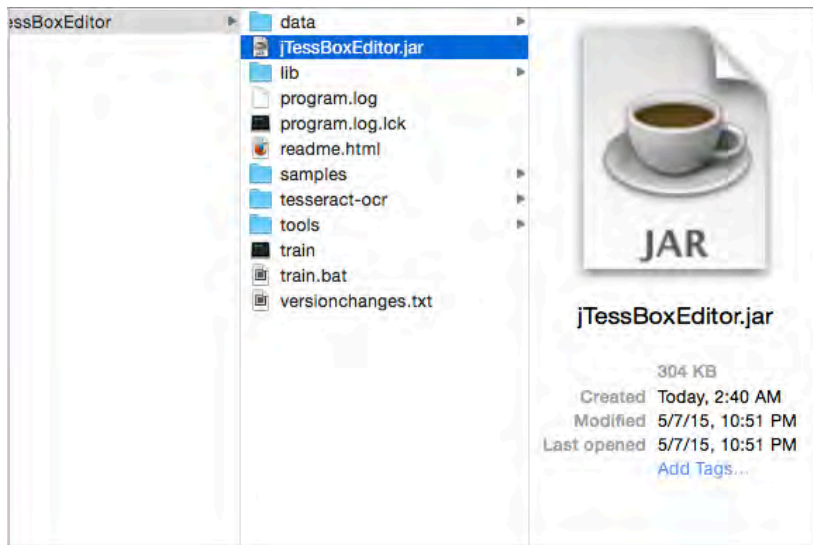 essBoxEditor
data
jTessBoxEditor.jar
lib
program.log
program.log.lck
readme.html
samples
tesseract-ocr
tools
train
train.bat
versionchanges.txt
JAR
jTessBoxEditor.jar
304 KB
Created Today, 2:40 AM
Modified 5/7/15, 10:51 PM
Last opened 5/7/15, 10:51 PM
Add Tags...